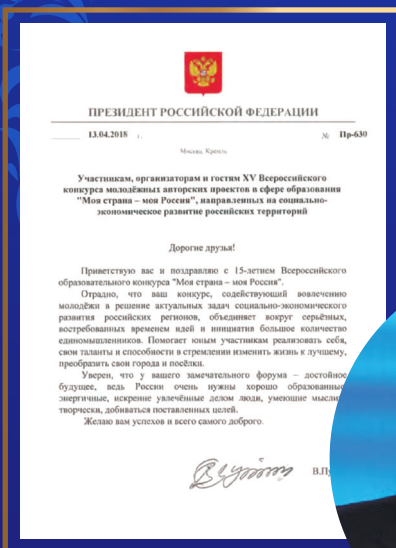 ПРЕЗИДЕНТ РОССИЙСКОЙ ФЕДЕРАЦИИ
13.04.2018 г. № Пр-630
Москва, Кремль
Участникам, организаторам и гостям XV Всероссийского
конкурса молодёжных авторских проектов в сфере образования
"Моя страна – моя Россия", направленных на социально-
экономическое развитие российских территорий
Дорогие друзья!
Приветствую вас и поздравляю с 15-летием Всероссийского
образовательного конкурса "Моя страна – моя Россия".
Отрадно, что ваш конкурс, содействующий вовлечению
молодёжи в решение актуальных задач социально-экономического
развития российских регионов, объединяет вокруг серьёзных,
востребованных временем идей и инициатив большое количество
единомышленников. Помогает юным участникам реализовать себя,
свои таланты и способности в стремлении изменить жизнь к лучшему,
преобразить свои города и посёлки.
Уверен, что у вашего замечательного форума – достойное
будущее, ведь России очень нужны хорошо образованные,
энергичные, искренне увлечённые делом люди, умеющие
творчески, добиваться поставленных целей.
Желаю вам успехов и всего самого доброго.